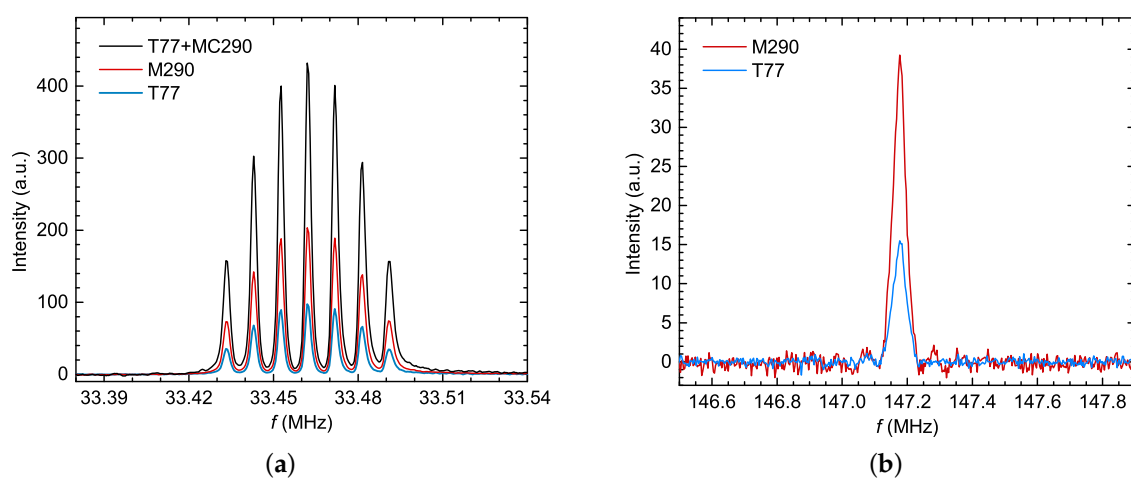 T77+MC290
M290
T77
Intensity (a.u.)
400
300
200
100
0
33.39 33.42 33.45 33.48 33.51 33.54
f (MHz)
(a)
M290
T77
Intensity (a.u.)
40
35
30
25
20
15
10
5
0
146.6 146.8 147.0 147.2 147.4 147.6 147.8
f (MHz)
(b)